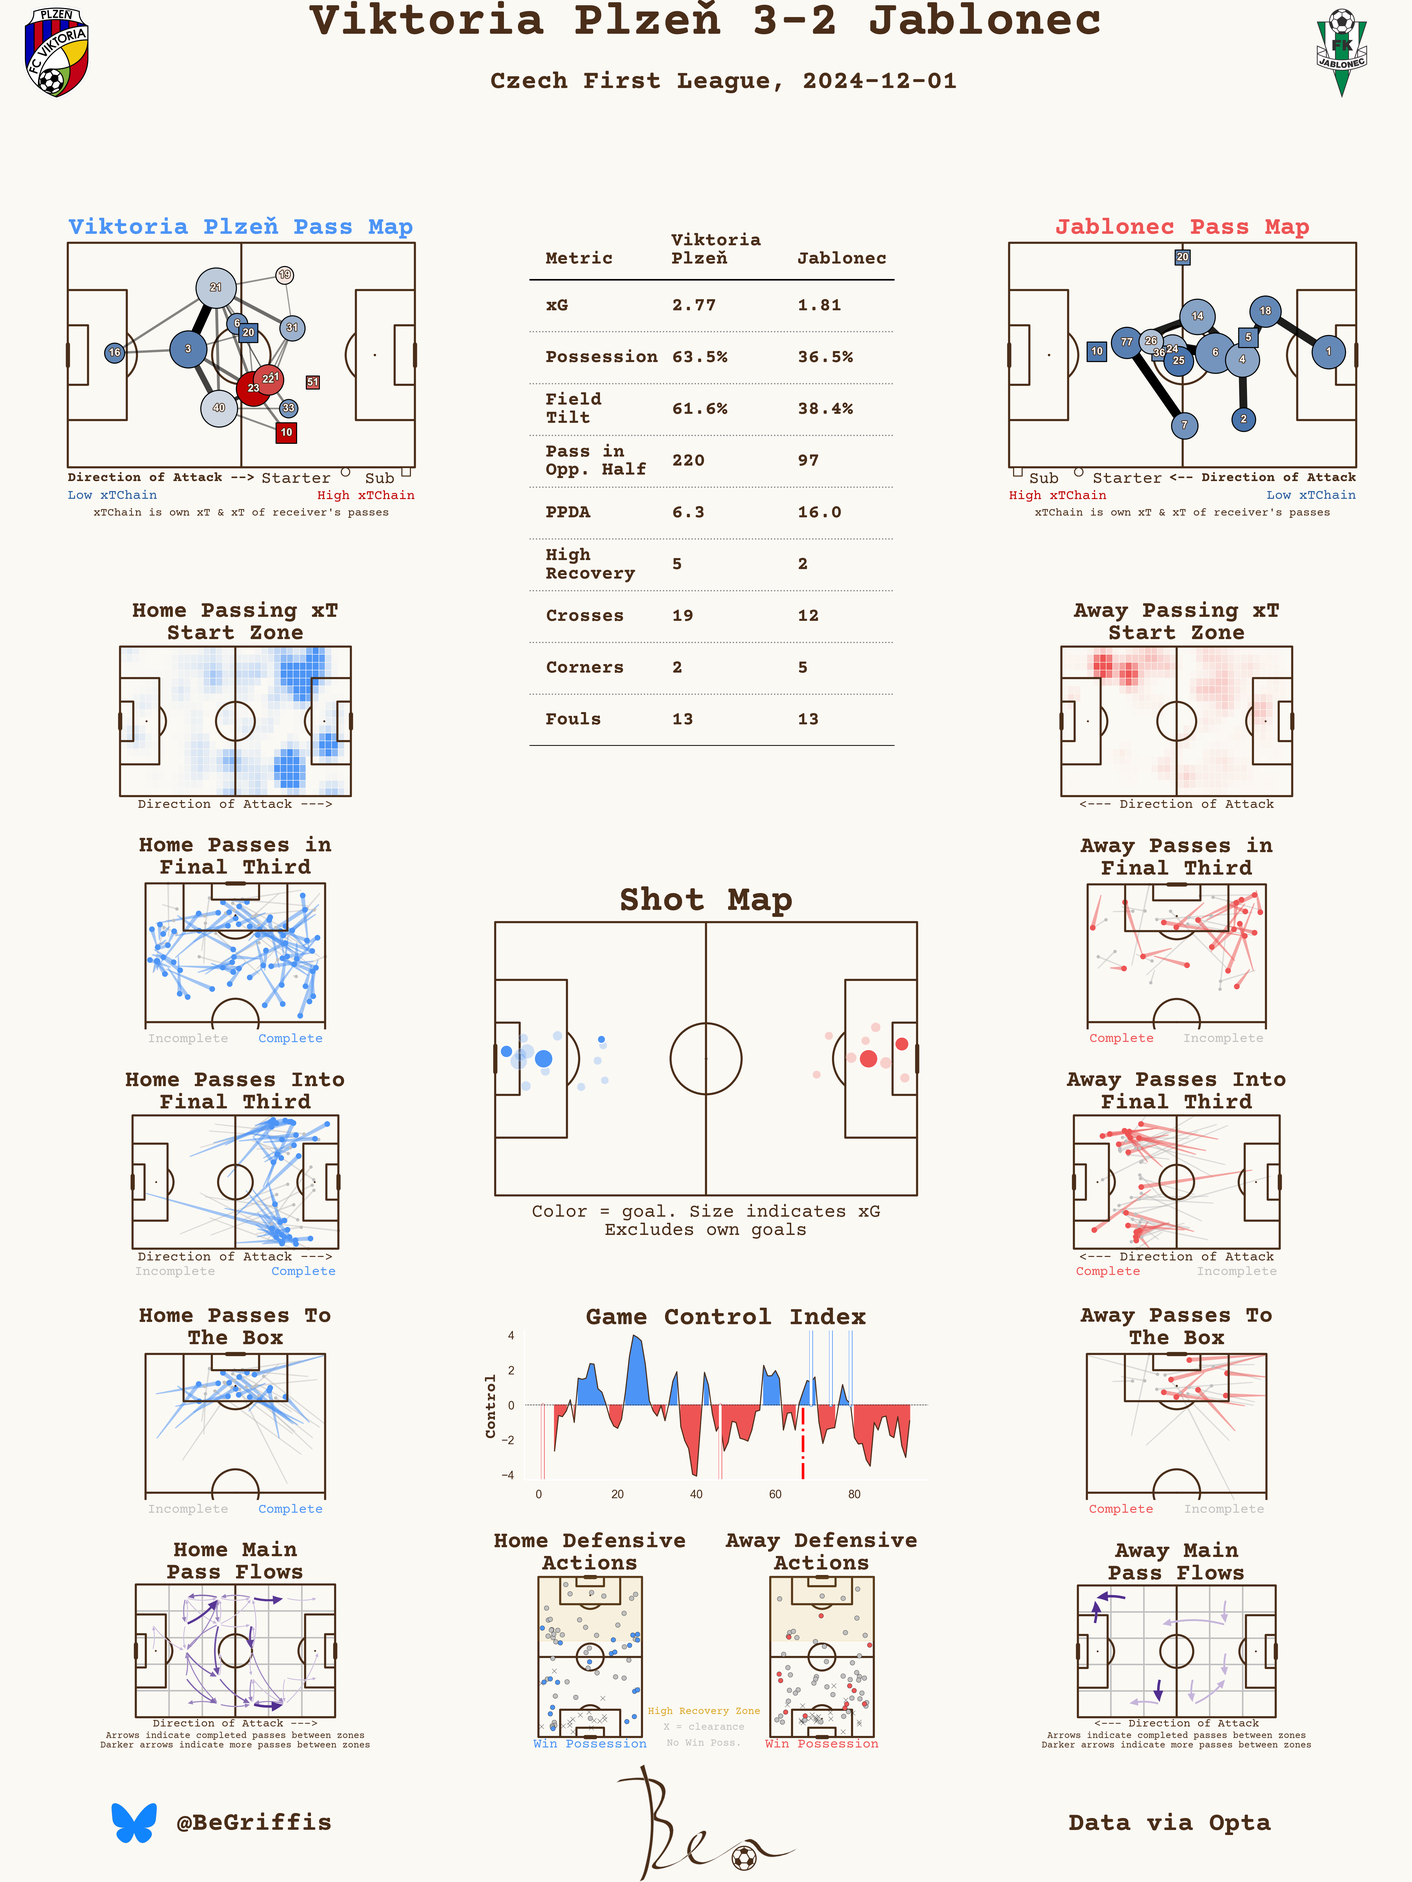 Viktoria Plzeň 3-2 Jablonec
Czech First League, 2024-12-01
PLZEŇ
FC VIKTORIA
FK
JABLONEC
Viktoria Plzeň Pass Map
19
21
6
20
31
16
3
22
23
51
40
33
10
Direction of Attack --> Starter Sub
Low xTChain High xTChain
xTChain is own xT & xT of receiver's passes
Metric Viktoria Plzeň Jablonec
xG 2.77 1.81
Possession 63.5% 36.5%
Field Tilt 61.6% 38.4%
Pass in Opp. Half 220 97
PPDA 6.3 16.0
High Recovery 5 2
Crosses 19 12
Corners 2 5
Fouls 13 13
Jablonec Pass Map
20
14
18
77
26
36
24
25
6
5
4
10
1
7
2
Sub Starter <-- Direction of Attack
High xTChain Low xTChain
xTChain is own xT & xT of receiver's passes
Home Passing xT
Start Zone
Direction of Attack --->
Away Passing xT
Start Zone
<--- Direction of Attack
Home Passes in
Final Third
Incomplete Complete
Away Passes in
Final Third
Complete Incomplete
Shot Map
Color = goal. Size indicates xG
Excludes own goals
Home Passes Into
Final Third
Direction of Attack --->
Incomplete Complete
Away Passes Into
Final Third
<--- Direction of Attack
Complete Incomplete
Home Passes To
The Box
Incomplete Complete
Game Control Index
Control
4
2
0
−2
−4
0 20 40 60 80
Away Passes To
The Box
Complete Incomplete
Home Main
Pass Flows
Direction of Attack --->
Arrows indicate completed passes between zones
Darker arrows indicate more passes between zones
Home Defensive
Actions
Win Possession
High Recovery Zone
X = clearance
No Win Poss.
Away Defensive
Actions
Win Possession
Away Main
Pass Flows
<--- Direction of Attack
Arrows indicate completed passes between zones
Darker arrows indicate more passes between zones
@BeGriffis
Ben
Data via Opta